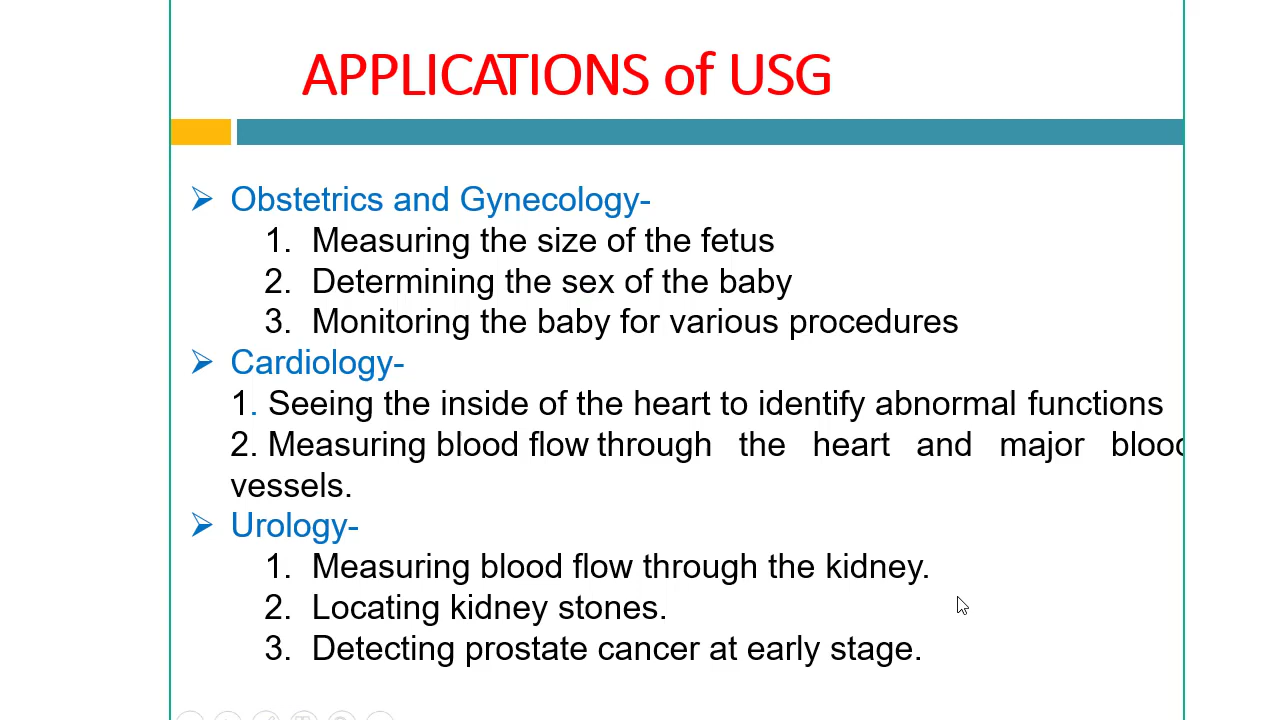 APPLICATIONS of USG
➢ Obstetrics and Gynecology-
1. Measuring the size of the fetus
2. Determining the sex of the baby
3. Monitoring the baby for various procedures
➢ Cardiology-
1. Seeing the inside of the heart to identify abnormal functions
2. Measuring blood flow through the heart and major blood
vessels.
➢ Urology-
1. Measuring blood flow through the kidney.
2. Locating kidney stones.
3. Detecting prostate cancer at early stage.